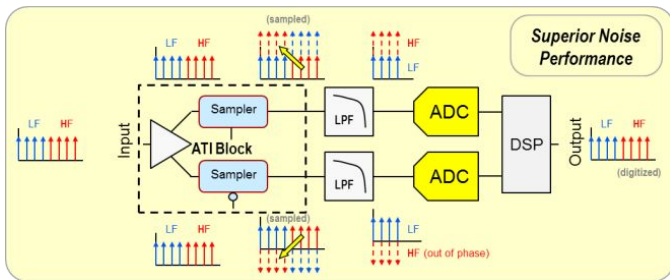 (sampled)
Superior Noise
Performance
LF HF
HF
LF
LF HF
Input
Sampler
ATI Block
Sampler
LPF
ADC
LPF
ADC
DSP
Output
LF HF
(digitized)
(sampled)
LF HF
LF
HF (out of phase)